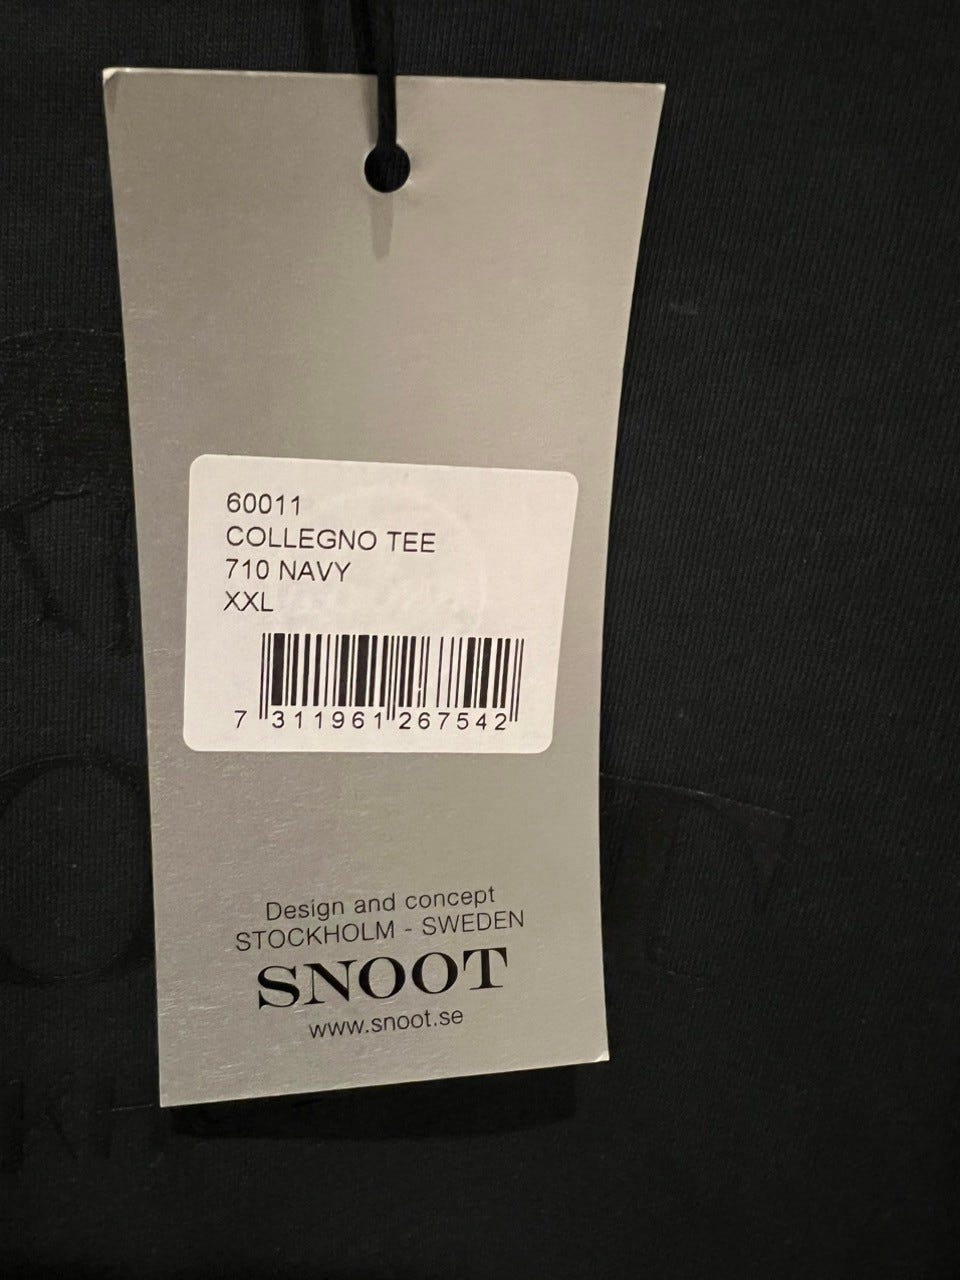 60011
COLLEGNO TEE
710 NAVY
XXL
7 311961 267542
Design and concept
STOCKHOLM - SWEDEN
SNOOT
www.snoot.se